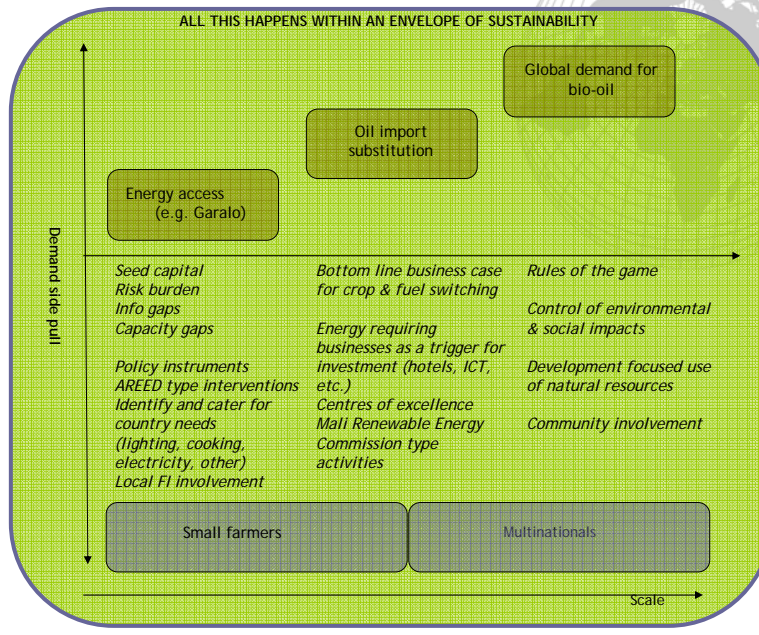 ALL THIS HAPPENS WITHIN AN ENVELOPE OF SUSTAINABILITY
Global demand for
bio-oil
Oil import
substitution
Energy access
(e.g. Garalo)
Demand side pull
Seed capital
Risk burden
Info gaps
Capacity gaps
Policy instruments
AREED type interventions
Identify and cater for
country needs
(lighting, cooking,
electricity, other)
Local FI involvement
Bottom line business case
for crop & fuel switching
Energy requiring
businesses as a trigger for
investment (hotels, ICT,
etc.)
Centres of excellence
Mali Renewable Energy
Commission type
activities
Rules of the game
Control of environmental
& social impacts
Development focused use
of natural resources
Community involvement
Small farmers
Multinationals
Scale